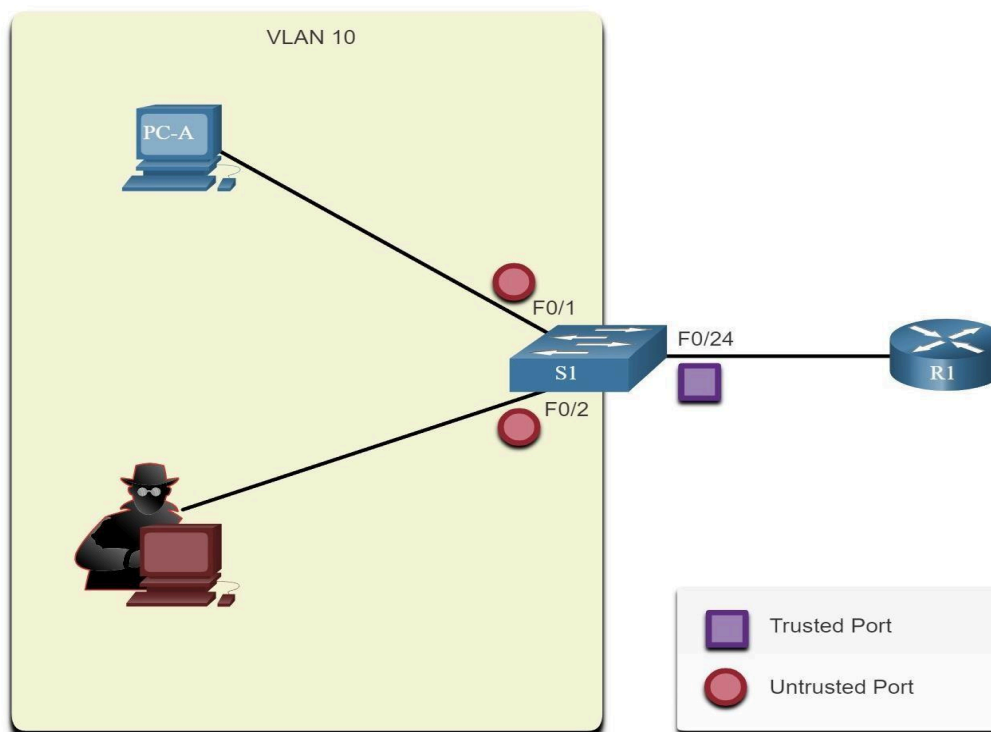 VLAN 10
PC-A
F0/1
F0/24
S1
R1
F0/2
Trusted Port
Untrusted Port